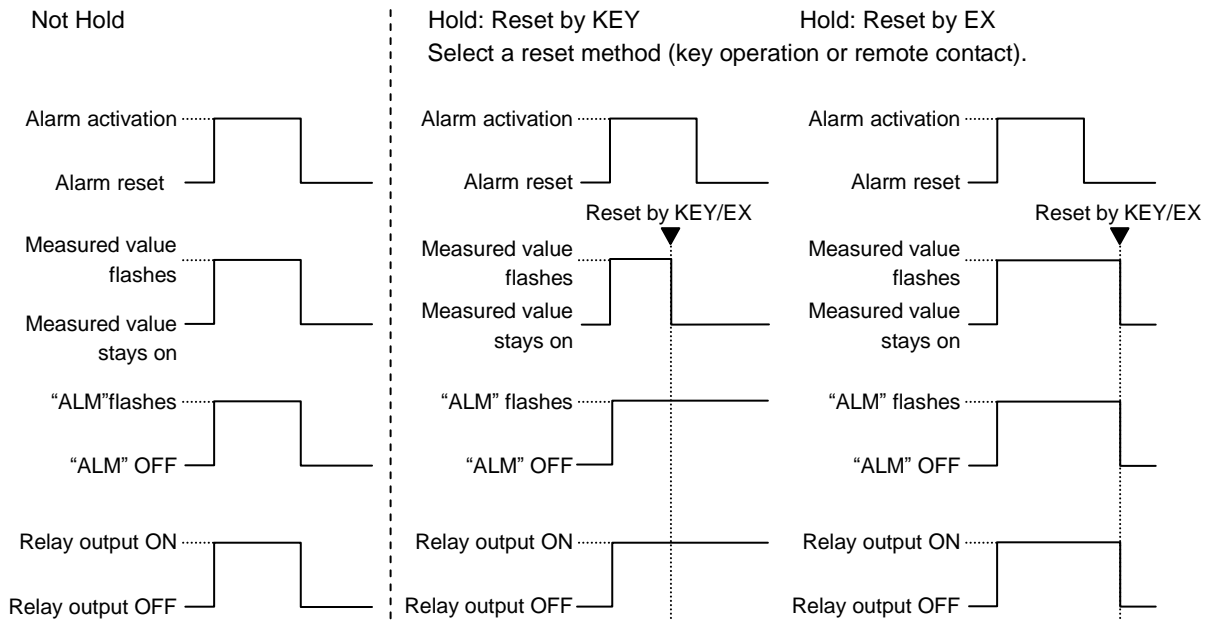 Not Hold
Hold: Reset by KEY
Hold: Reset by EX
Select a reset method (key operation or remote contact).
Alarm activation
Alarm activation
Alarm activation
Alarm reset
Alarm reset
Alarm reset
Reset by KEY/EX
Reset by KEY/EX
Measured value
flashes
Measured value
flashes
Measured value
flashes
Measured value
stays on
Measured value
stays on
Measured value
stays on
“ALM”flashes
“ALM” flashes
“ALM” flashes
“ALM” OFF
“ALM” OFF
“ALM” OFF
Relay output ON
Relay output ON
Relay output ON
Relay output OFF
Relay output OFF
Relay output OFF